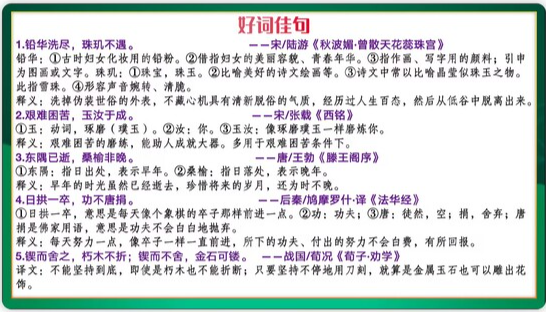 好词佳句
1.铅华洗尽，珠玑不遇。 ——宋/陆游《秋波媚·曾散天花蕊珠宫》
铅华：①古时妇女化妆用的铅粉。②借指妇女的美丽容貌、青春年华。③指作画、写字用的颜料；引申
为图画或文字。珠玑：①珠宝，珠玉。②比喻美好的诗文绘画等。③诗文中常以比喻晶莹似珠玉之物。
此指雪珠。④形容声音婉转、清脆。
释义：洗掉伪装世俗的外表，不藏心机具有清新脱俗的气质，经历过人生百态，然后从低谷中脱离出来。
2.艰难困苦，玉汝于成。 ——宋/张载《西铭》
①玉：动词，琢磨（璞玉）。②汝：你。③玉汝：像琢磨璞玉一样磨练你。
释义：艰难困苦的磨练，能助人成就大器。多用于艰难困苦条件下。
3.东隅已逝，桑榆非晚。 ——唐/王勃《滕王阁序》
①东隅：指日出处，表示早年。②桑榆：指日落处，表示晚年。
释义：早年的时光虽然已经逝去，珍惜将来的岁月，还为时不晚。
4.日拱一卒，功不唐捐。 ——后秦/鸠摩罗什·译《法华经》
①日拱一卒，意思是每天像个象棋的卒子那样前进一点。②功：功夫；③唐：徒然，空；捐，舍弃；唐
捐是佛家用语，意思是功夫不会白白地抛弃。
释义：每天努力一点，像卒子一样一直前进，所下的功夫、付出的努力不会白费，有所回报。
5.锲而舍之，朽木不折；锲而不舍，金石可镂。 ——战国/荀况《荀子·劝学》
译文：不能坚持到底，即使是朽木也不能折断；只要坚持不停地用刀刻，就算是金属玉石也可以雕出花
饰。